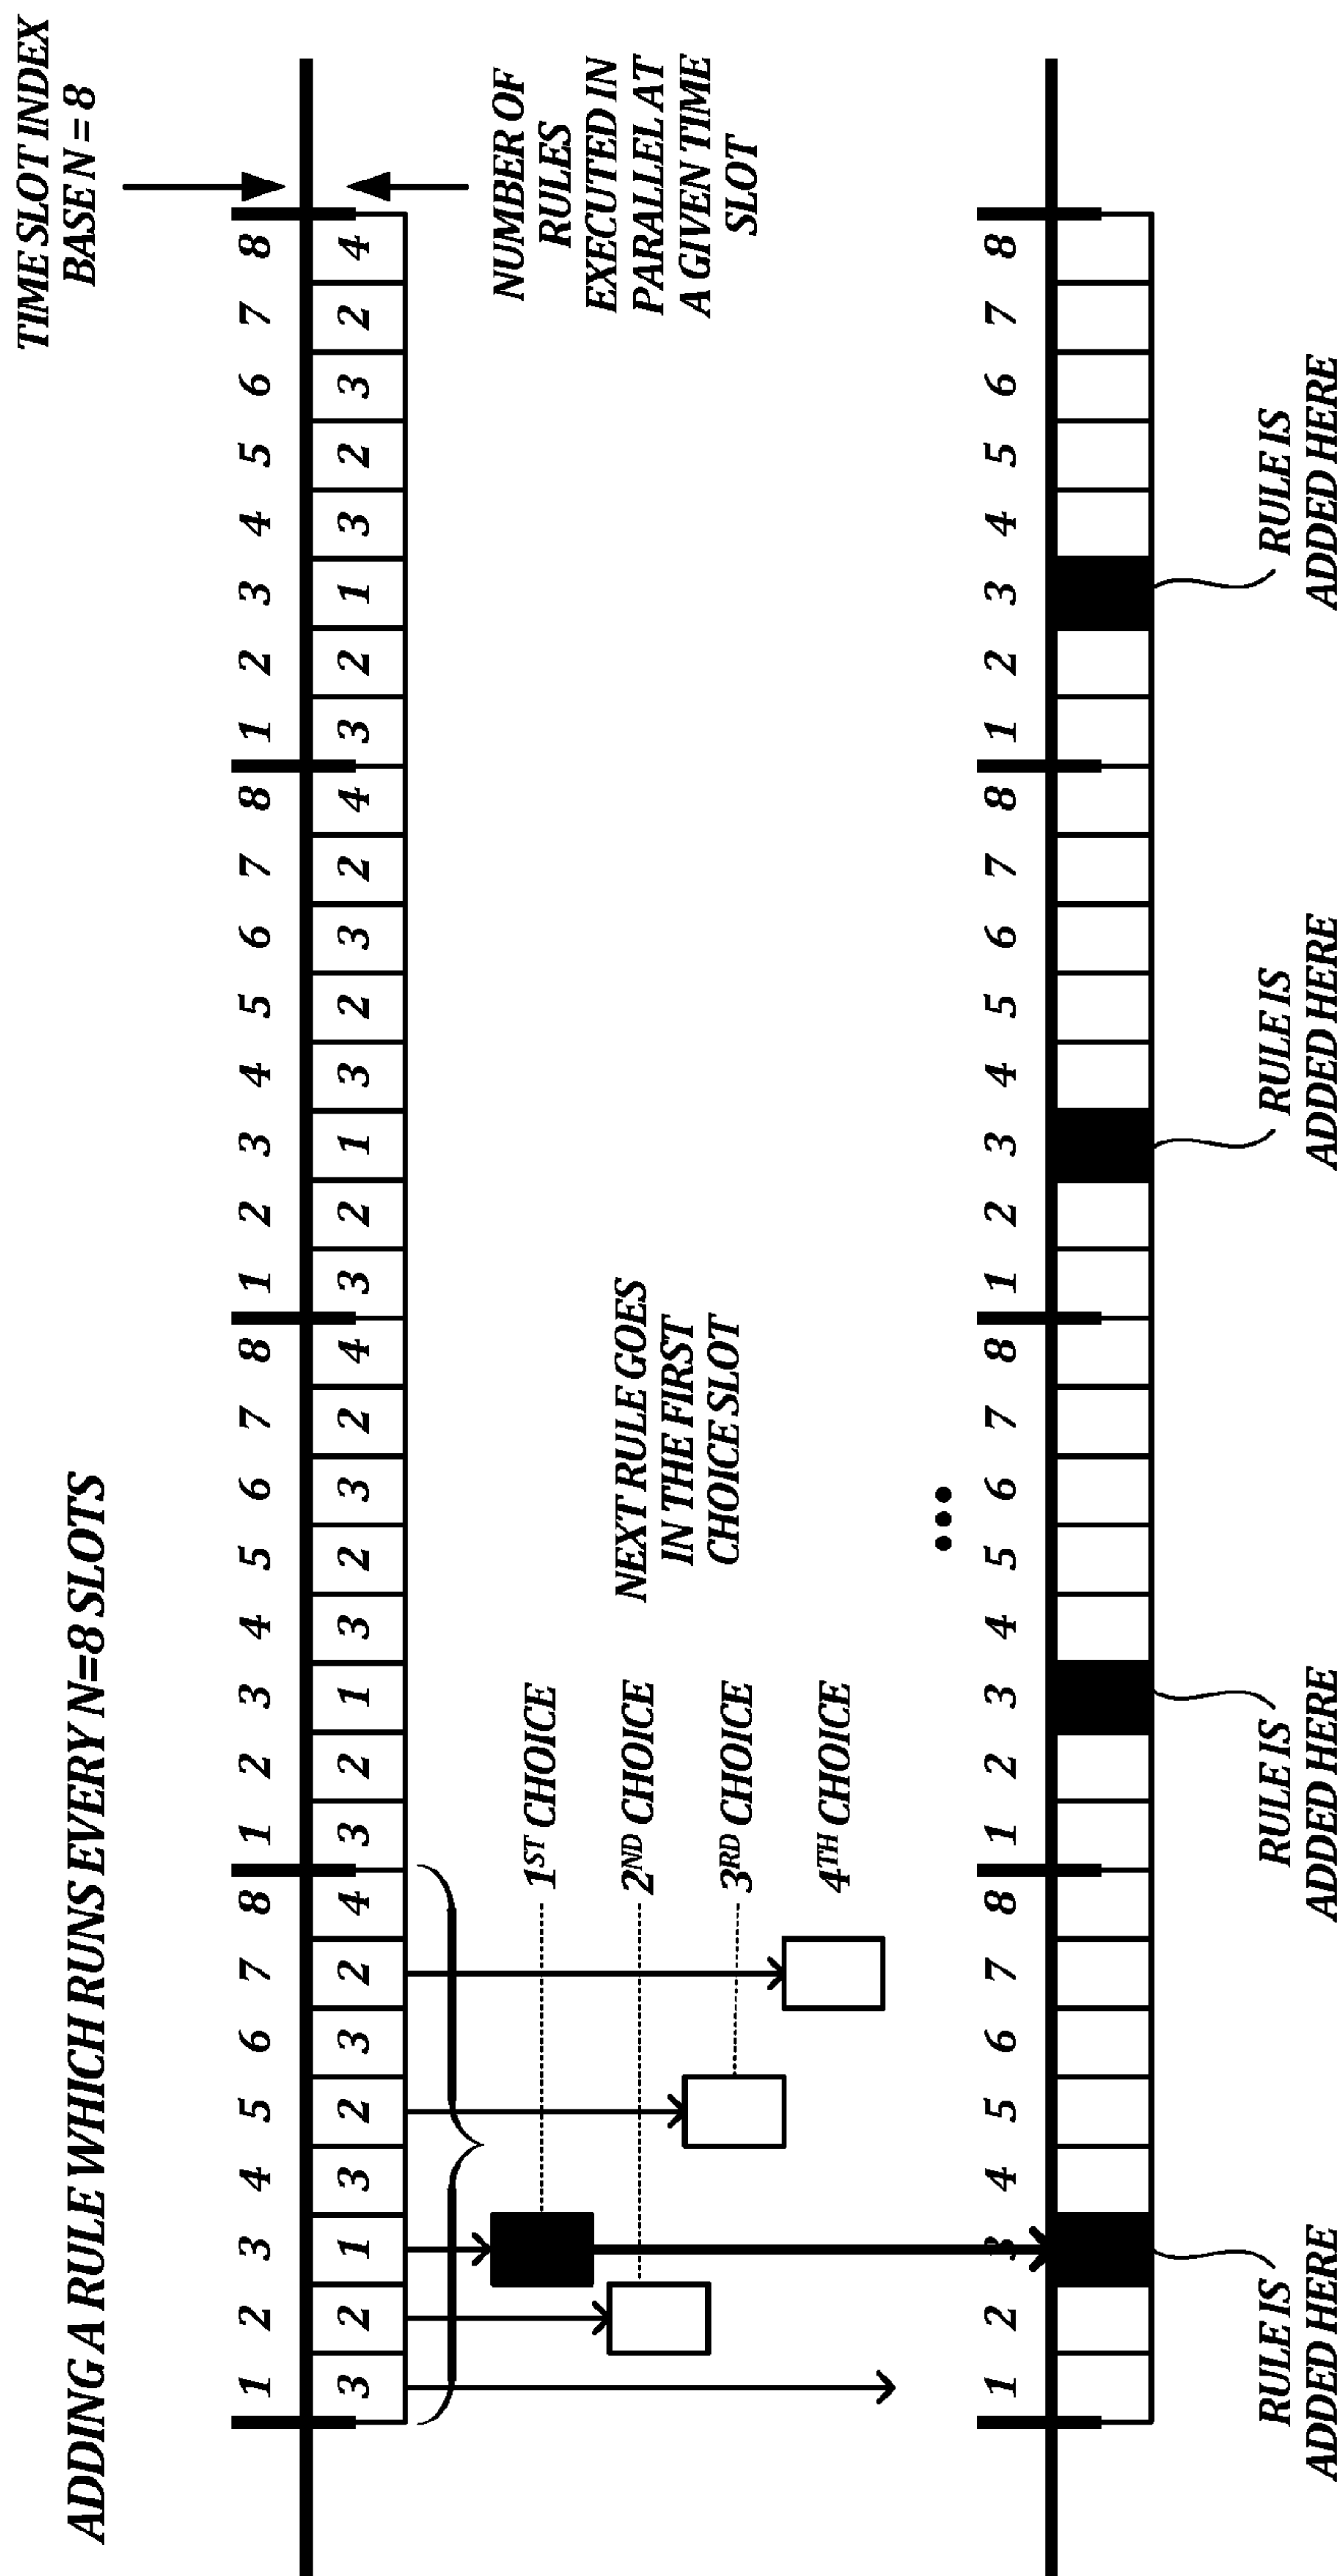 ADDING A RULE WHICH RUNS EVERY N=8 SLOTS
TIME SLOT INDEX
BASE N = 8
1 2 3 4 5 6 7 8 1 2 3 4 5 6 7 8 1 2 3 4 5 6 7 8 1 2 3 4 5 6 7 8
3 2 1 3 2 3 2 4 3 2 1 3 2 3 2 4 3 2 1 3 2 3 2 4 3 2 1 3 2 3 2 4
NUMBER OF
RULES
EXECUTED IN
PARALLEL AT
A GIVEN TIME
SLOT
1ST CHOICE
2ND CHOICE
3RD CHOICE
4TH CHOICE
NEXT RULE GOES
IN THE FIRST
CHOICE SLOT
•••
1 2 3 4 5 6 7 8 1 2 3 4 5 6 7 8 1 2 3 4 5 6 7 8 1 2 3 4 5 6 7 8
RULE IS
ADDED HERE
RULE IS
ADDED HERE
RULE IS
ADDED HERE
RULE IS
ADDED HERE